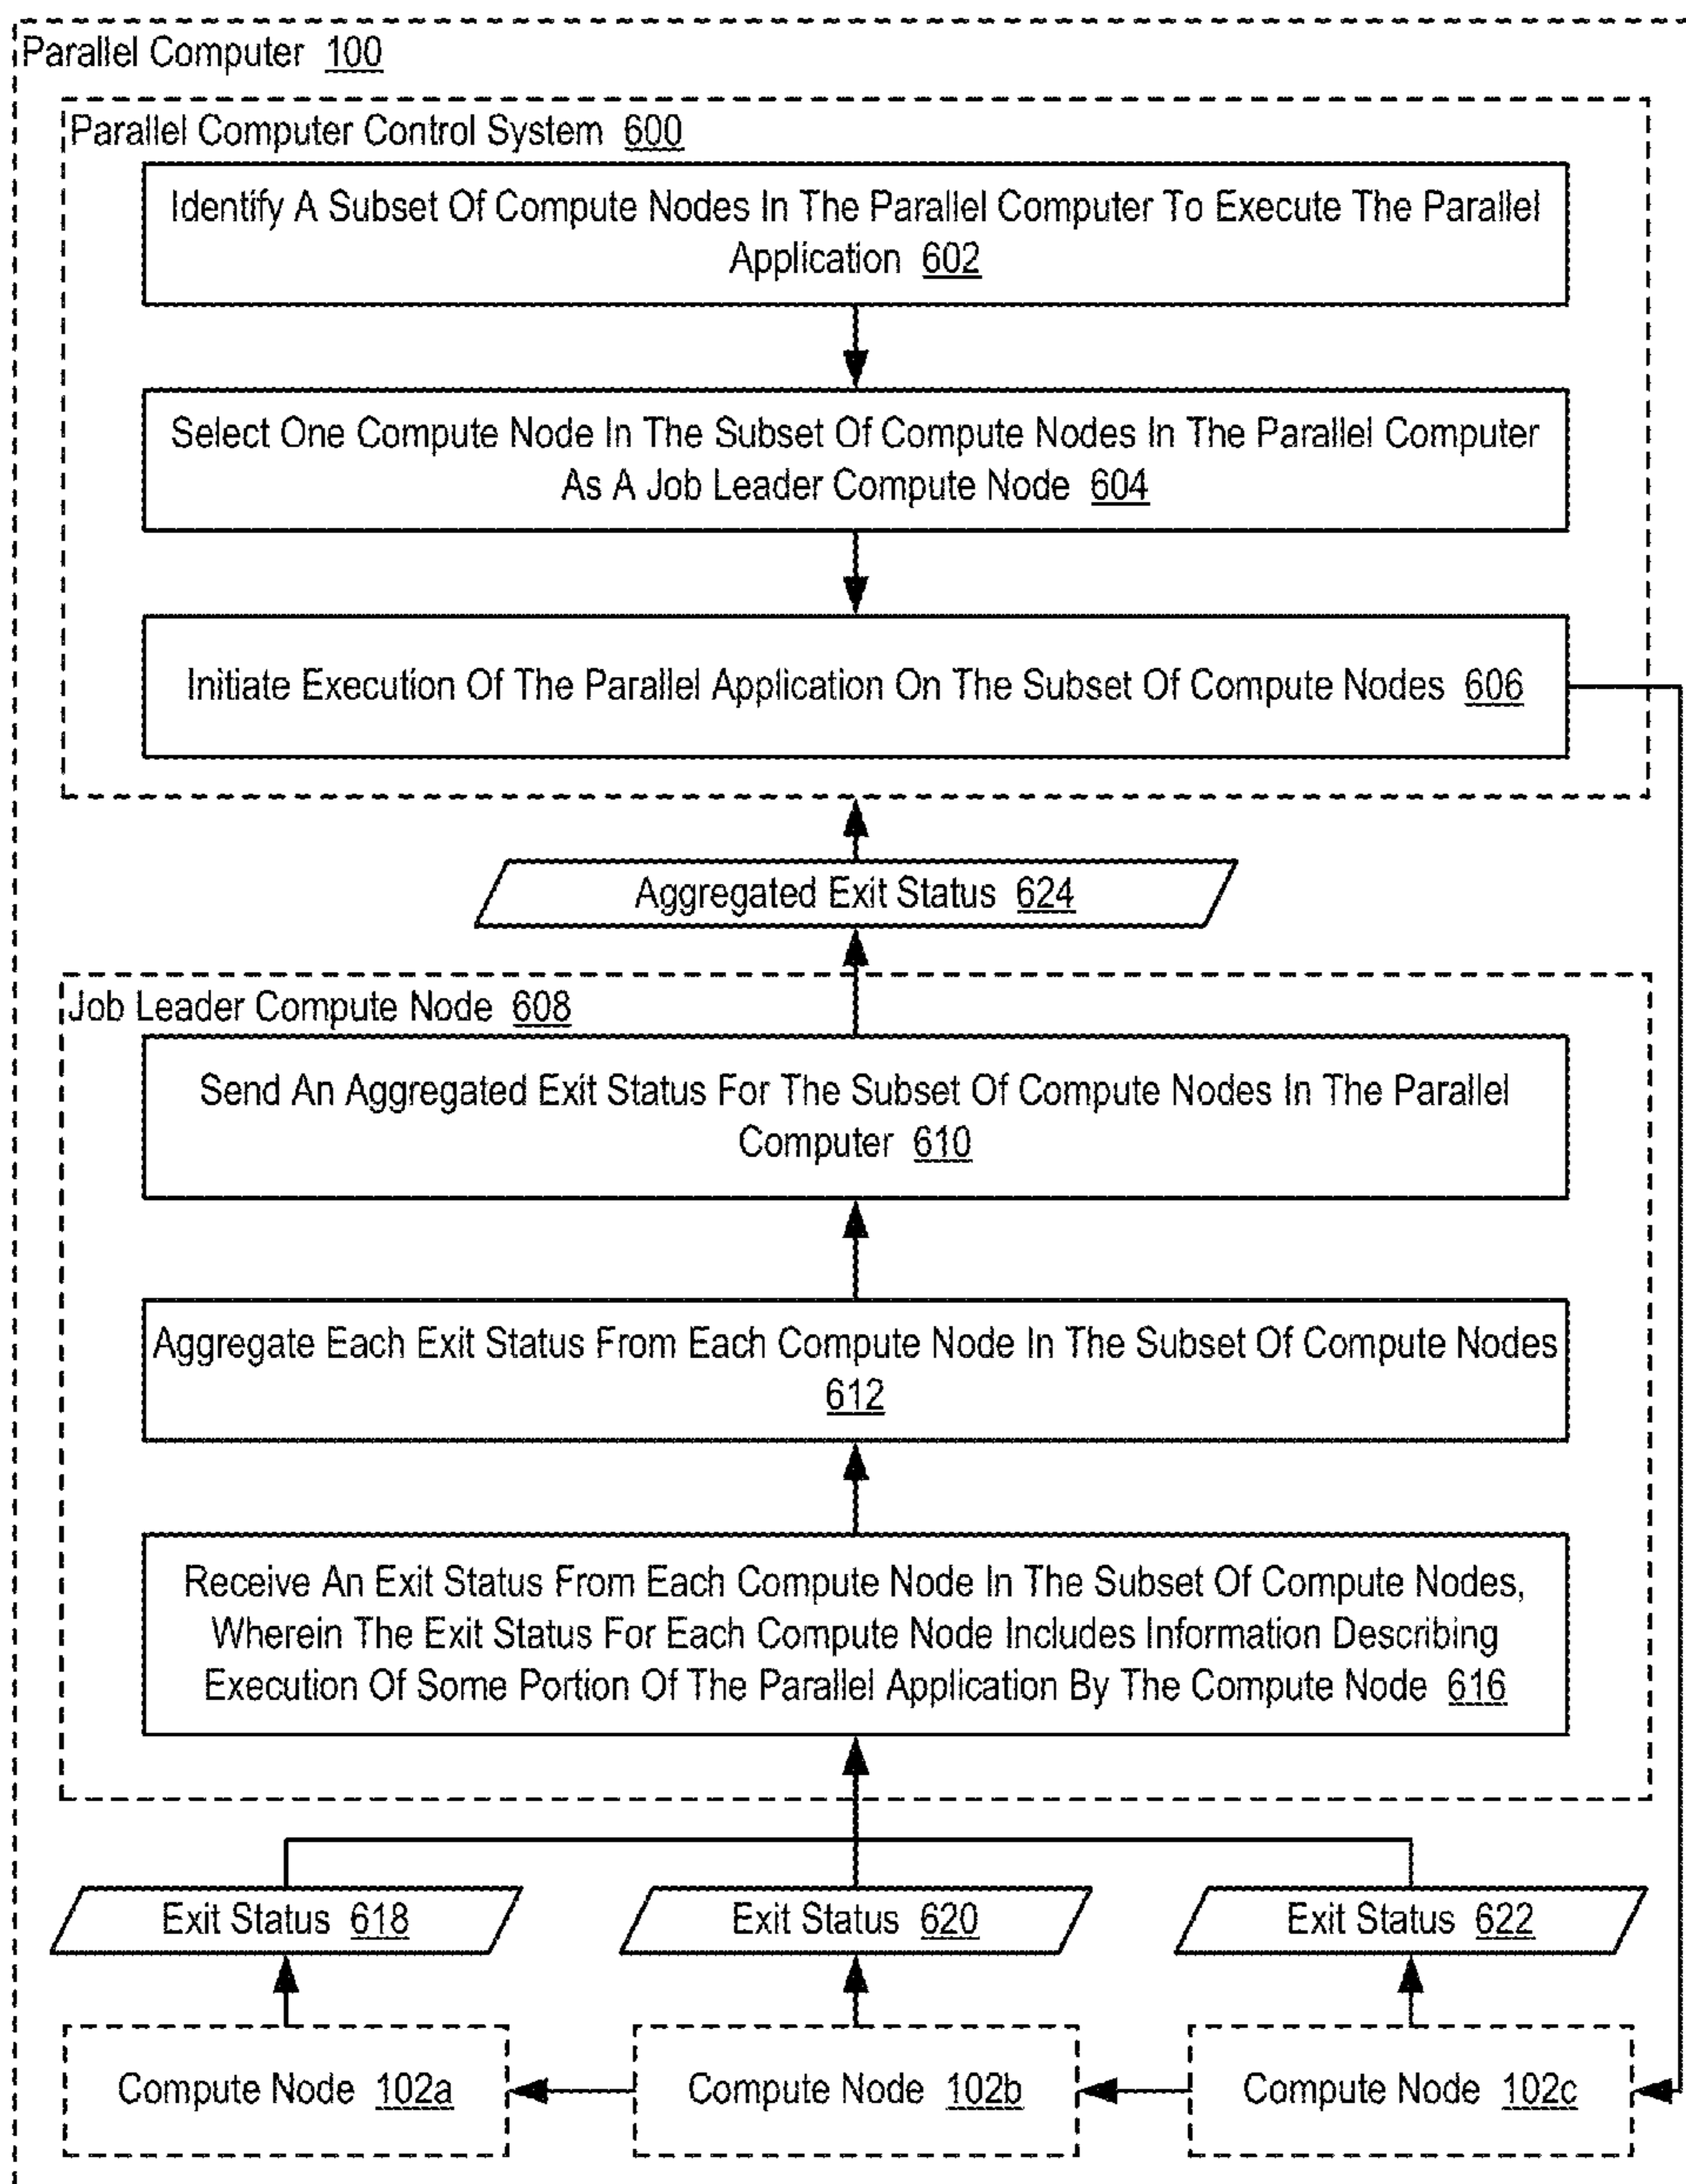 Parallel Computer 100
Parallel Computer Control System 600
Identify A Subset Of Compute Nodes In The Parallel Computer To Execute The Parallel
Application 602
Select One Compute Node In The Subset Of Compute Nodes In The Parallel Computer
As A Job Leader Compute Node 604
Initiate Execution Of The Parallel Application On The Subset Of Compute Nodes 606
Aggregated Exit Status 624
Job Leader Compute Node 608
Send An Aggregated Exit Status For The Subset Of Compute Nodes In The Parallel
Computer 610
Aggregate Each Exit Status From Each Compute Node In The Subset Of Compute Nodes
612
Receive An Exit Status From Each Compute Node In The Subset Of Compute Nodes,
Wherein The Exit Status For Each Compute Node Includes Information Describing
Execution Of Some Portion Of The Parallel Application By The Compute Node 616
Exit Status 618
Exit Status 620
Exit Status 622
Compute Node 102a
Compute Node 102b
Compute Node 102c